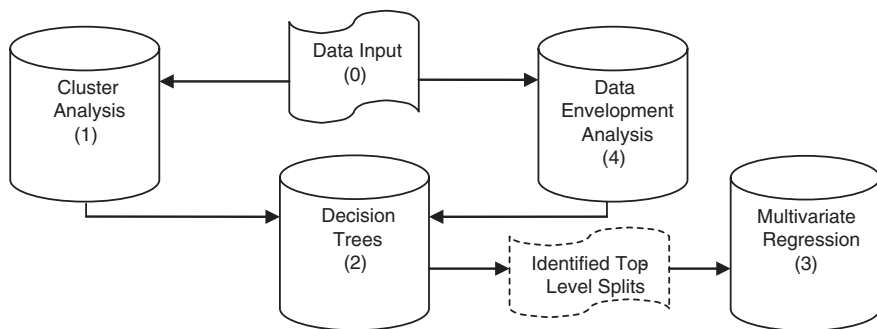 Data Input
(0)
Cluster
Analysis
(1)
Data
Envelopment
Analysis
(4)
Decision
Trees
(2)
Identified Top
Level Splits
Multivariate
Regression
(3)